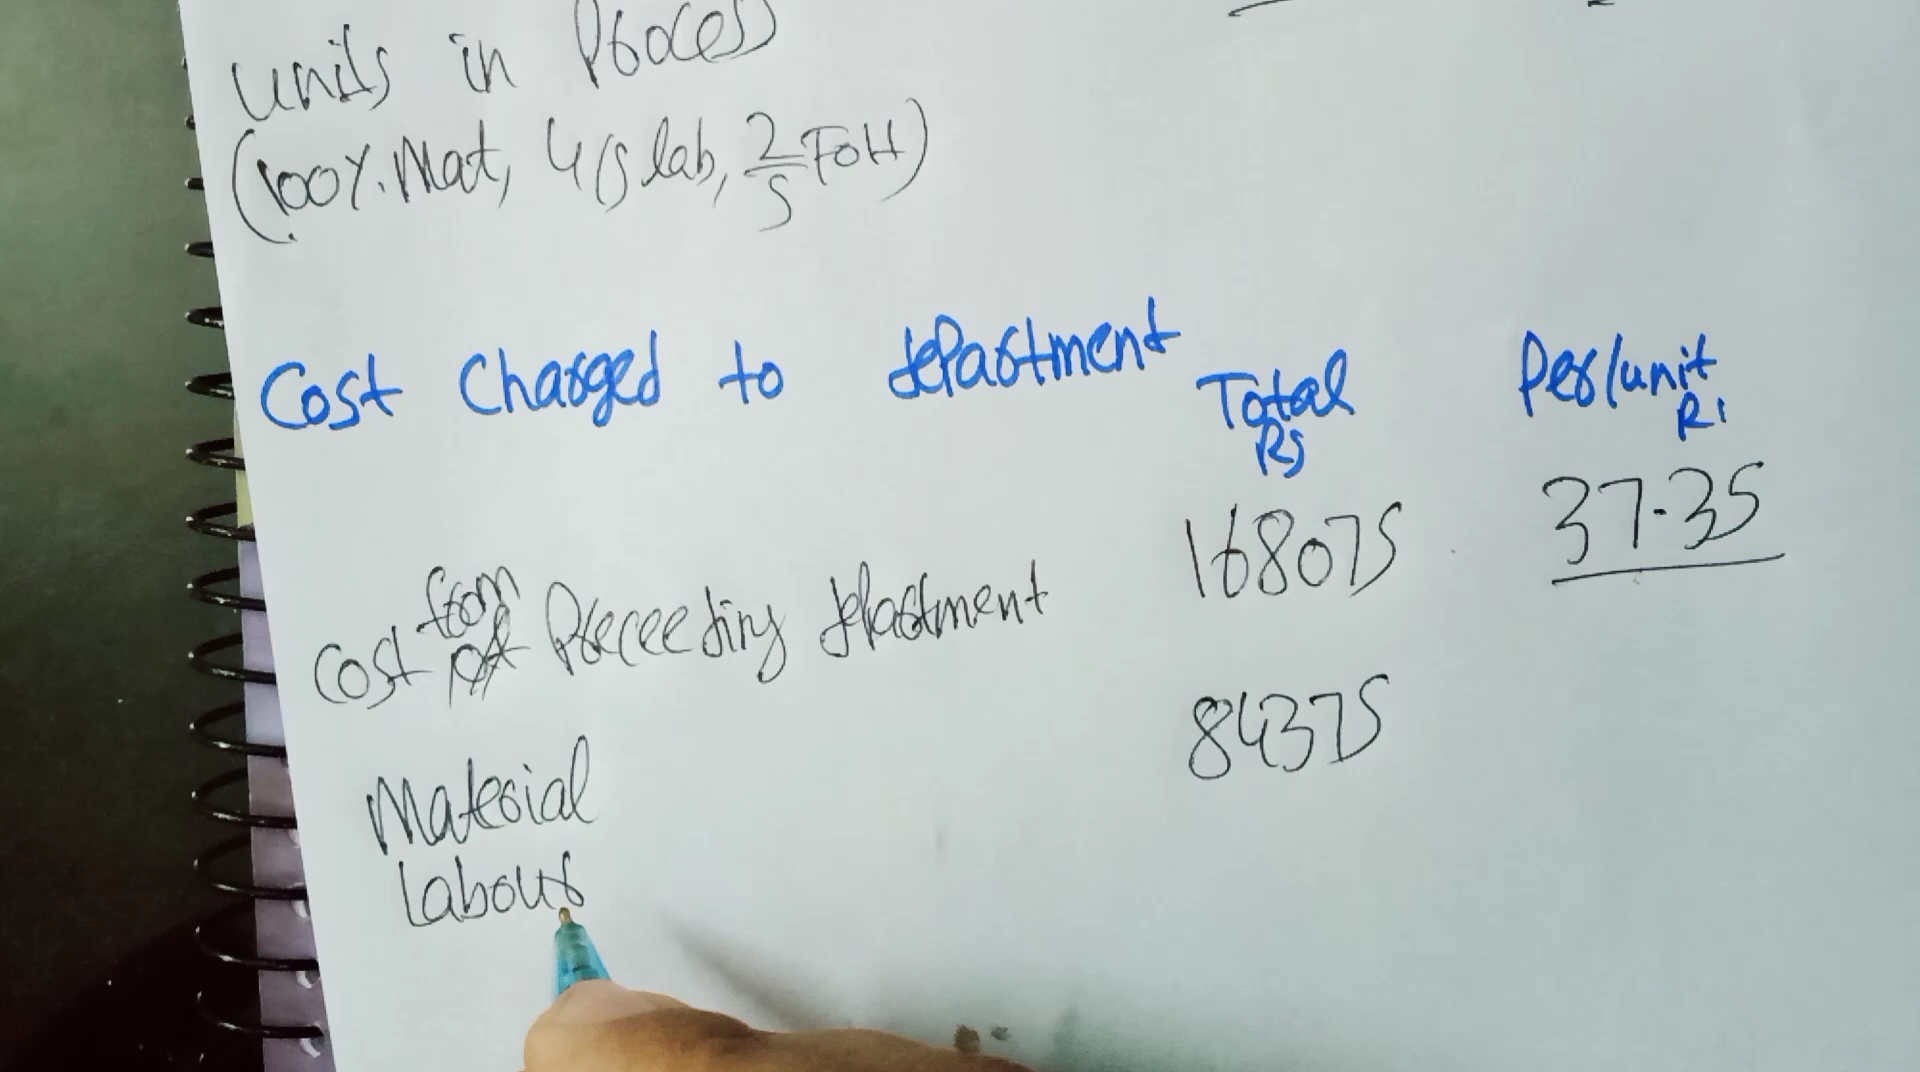 units in Process
(100%. Mat, 4/5 lab, 2/5 FOH)
Cost Charged to department Total Per/unit
Rs Rs
Cost from Preceeding department 168075 37.35
Material 84375
Labour